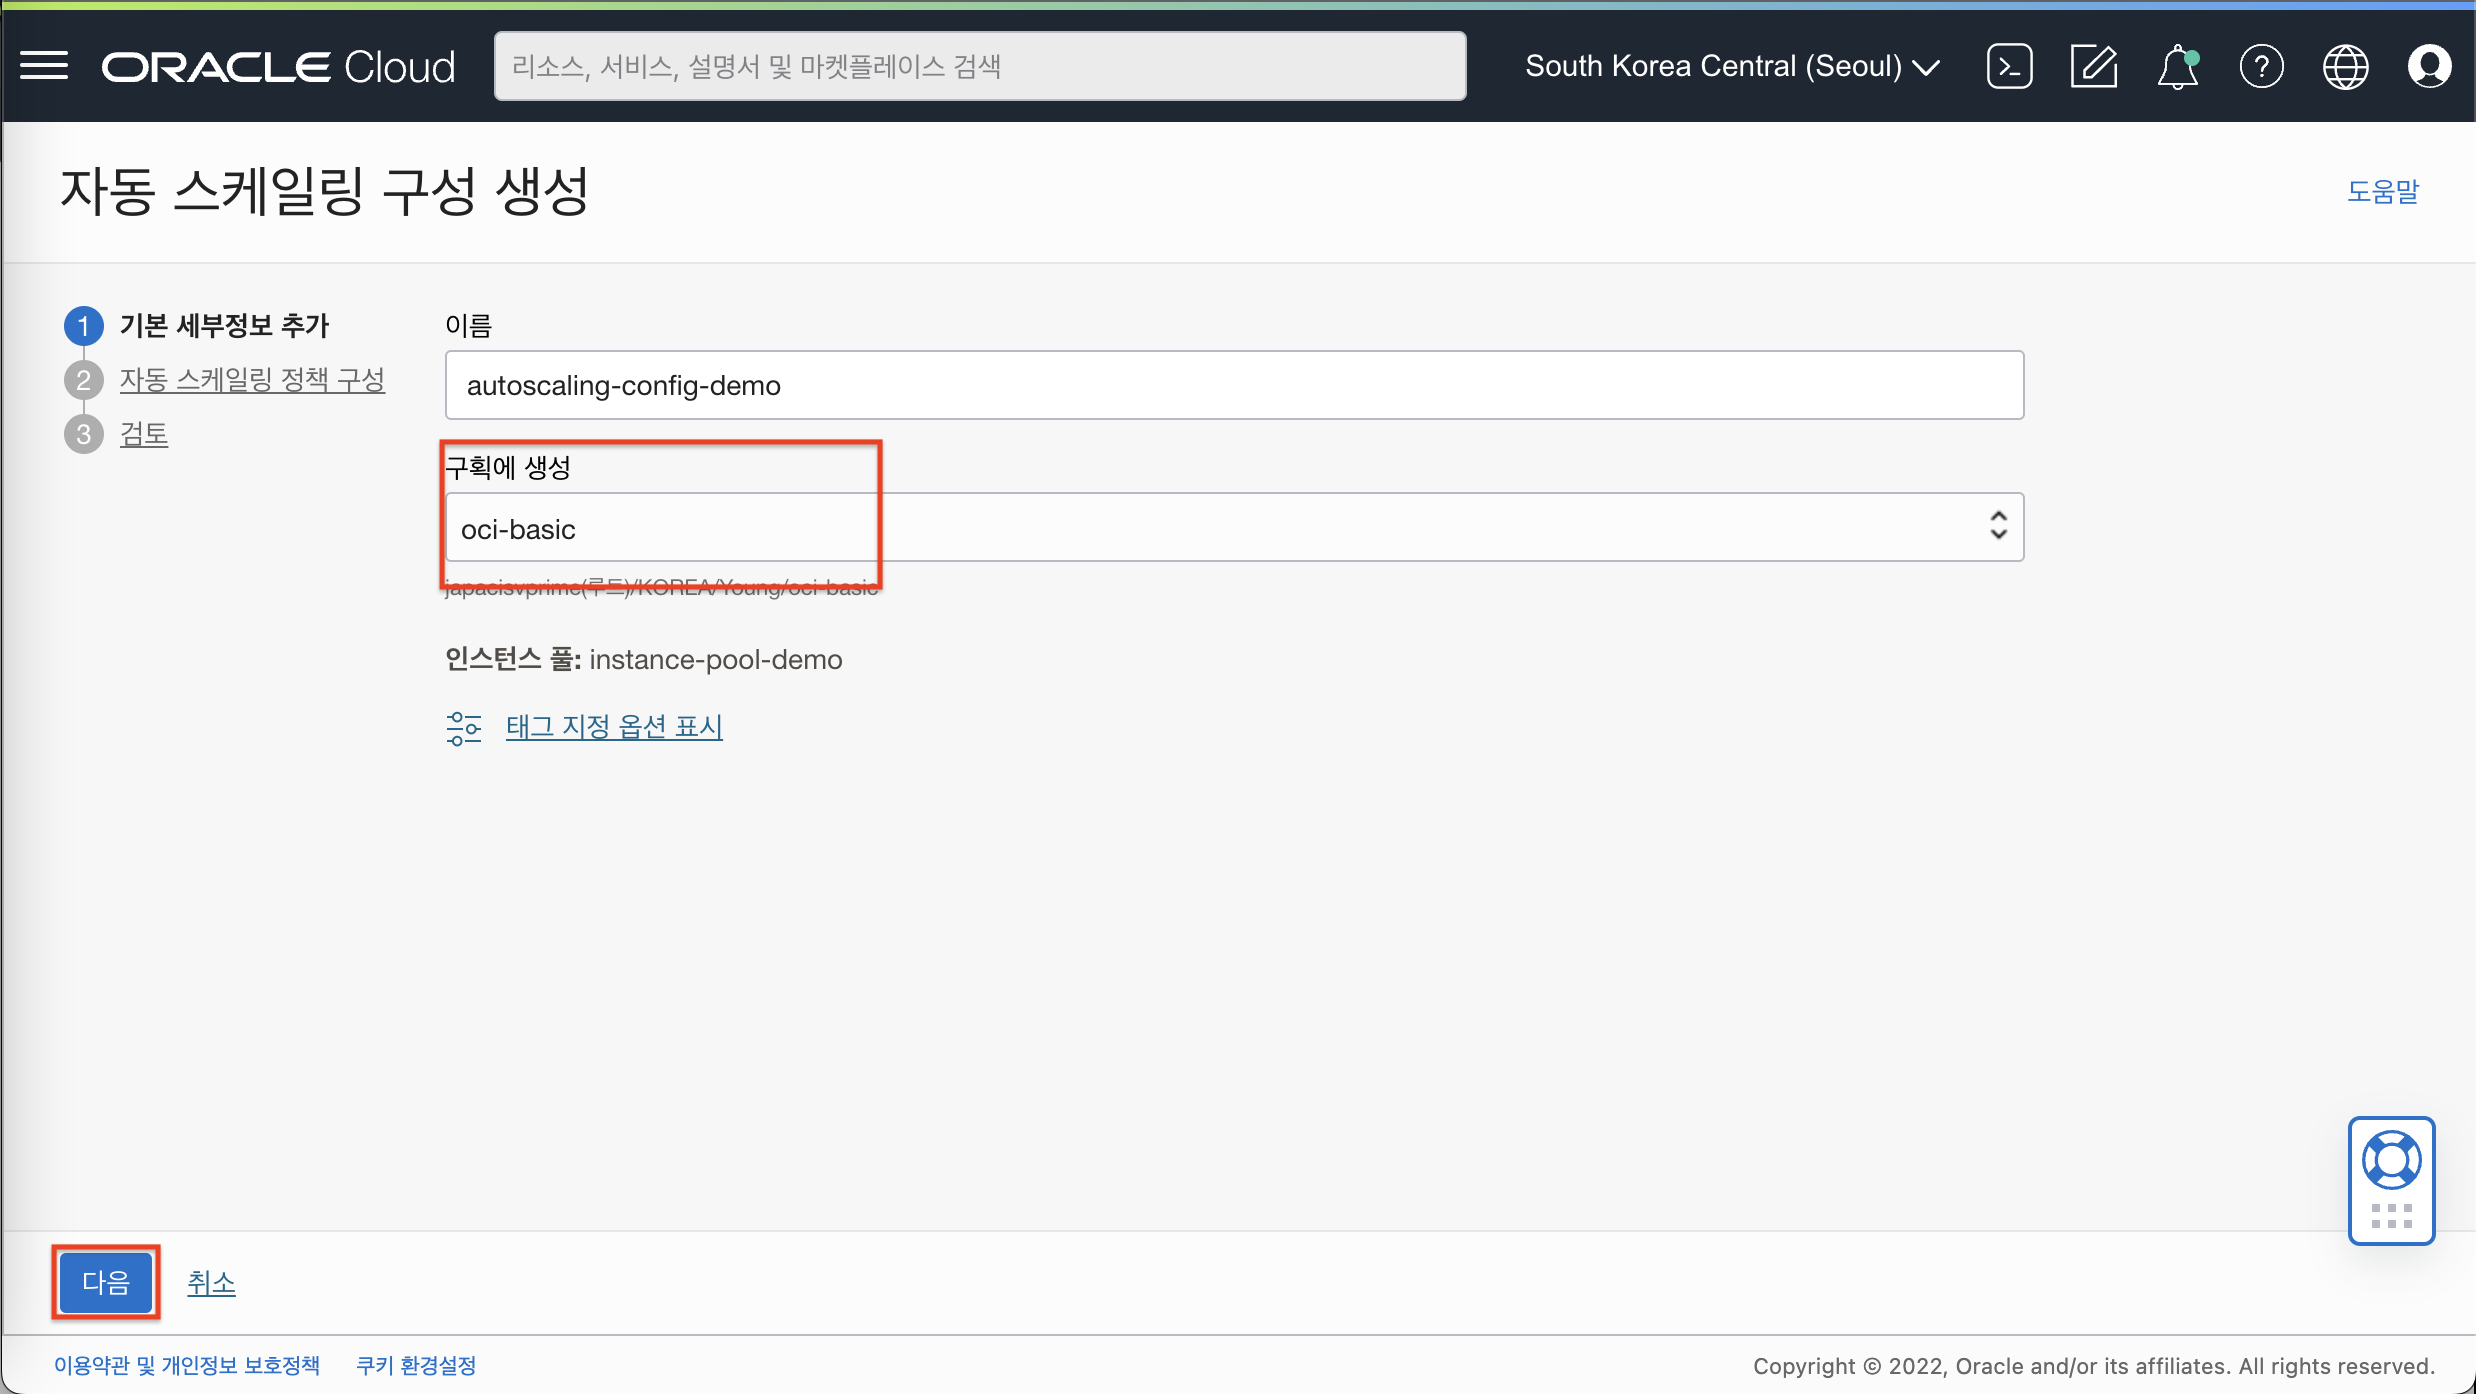 ORACLE Cloud
리소스, 서비스, 설명서 및 마켓플레이스 검색
South Korea Central (Seoul)
자동 스케일링 구성 생성
도움말
1 기본 세부정보 추가
2 자동 스케일링 정책 구성
3 검토
이름
autoscaling-config-demo
구획에 생성
oci-basic
japacisvprime(루트)/KOREA/Young/oci-basic
인스턴스 풀: instance-pool-demo
태그 지정 옵션 표시
다음
취소
이용약관 및 개인정보 보호정책
쿠키 환경설정
Copyright © 2022, Oracle and/or its affiliates. All rights reserved.